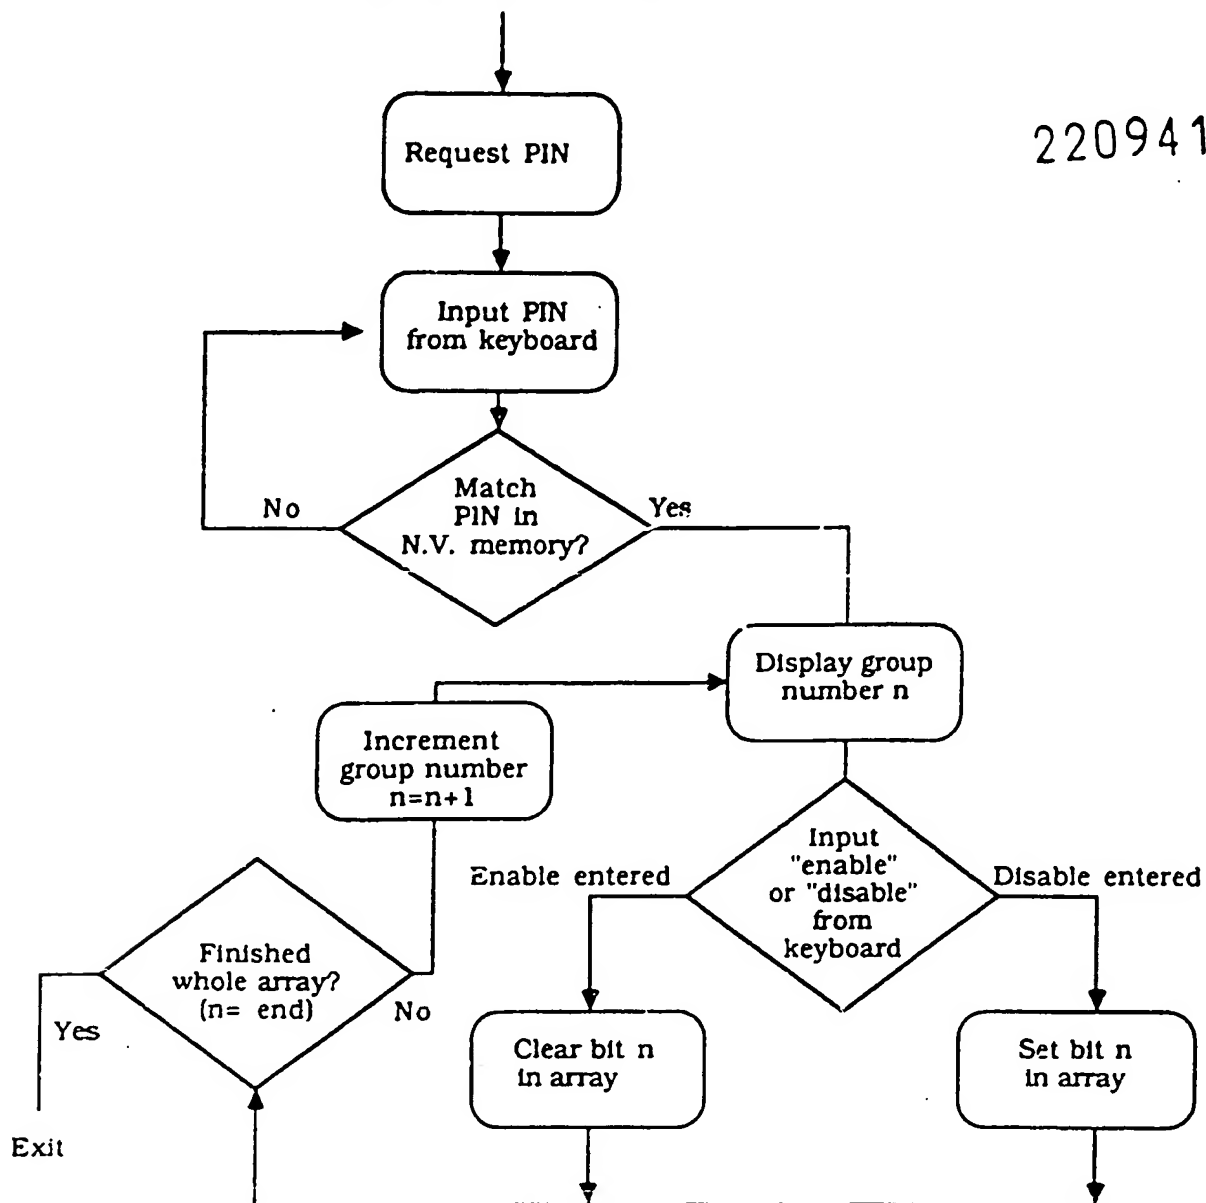 220941
Request PIN
Input PIN
from keyboard
Match
PIN in
N.V. memory?
No
Yes
Display group
number n
Increment
group number
n=n+1
Input
"enable"
or "disable"
from
keyboard
Enable entered
Disable entered
Finished
whole array?
(n= end)
No
Yes
Clear bit n
in array
Set bit n
in array
Exit